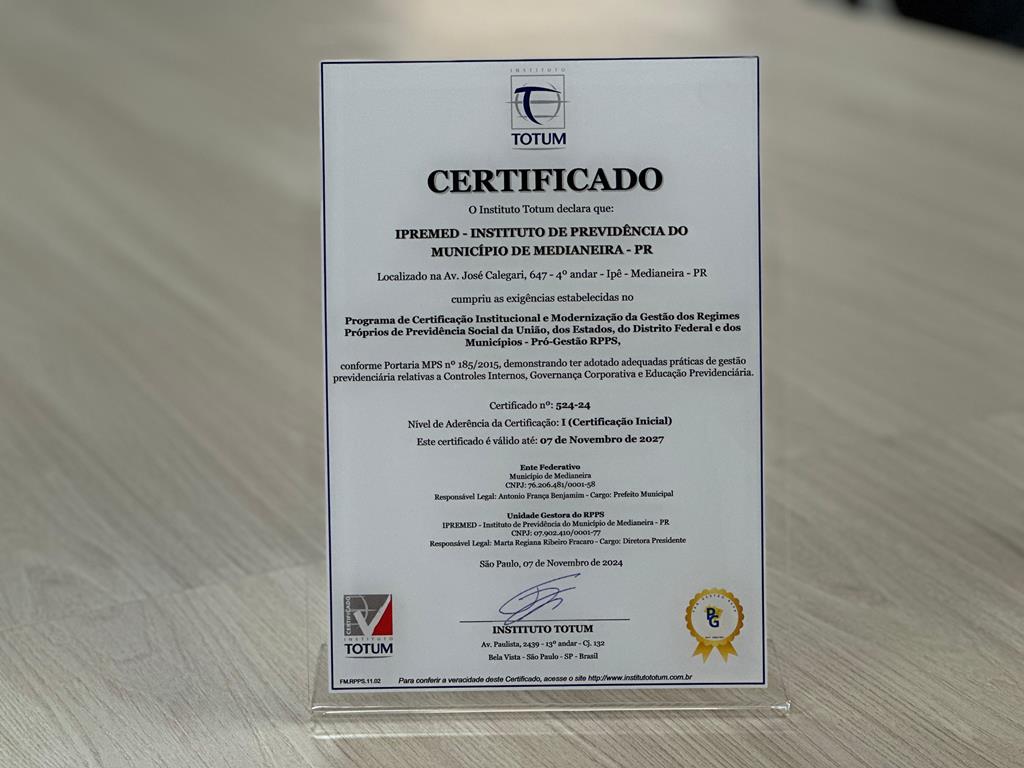 INSTITUTO
TOTUM
CERTIFICADO
O Instituto Totum declara que:
IPREMED - INSTITUTO DE PREVIDÊNCIA DO
MUNICÍPIO DE MEDIANEIRA - PR
Localizado na Av. José Calegari, 647 - 4º andar - Ipê - Medianeira - PR
cumpriu as exigências estabelecidas no
Programa de Certificação Institucional e Modernização da Gestão dos Regimes
Próprios de Previdência Social da União, dos Estados, do Distrito Federal e dos
Municípios - Pró-Gestão RPPS,
conforme Portaria MPS nº 185/2015, demonstrando ter adotado adequadas práticas de gestão
previdenciária relativas a Controles Internos, Governança Corporativa e Educação Previdenciária.
Certificado nº: 524-24
Nível de Aderência da Certificação: I (Certificação Inicial)
Este certificado é válido até: 07 de Novembro de 2027
Ente Federativo
Município de Medianeira
CNPJ: 76.206.481/0001-58
Responsável Legal: Antonio França Benjamim - Cargo: Prefeito Municipal
Unidade Gestora do RPPS
IPREMED - Instituto de Previdência do Município de Medianeira - PR
CNPJ: 07.902.410/0001-77
Responsável Legal: Marta Regiana Ribeiro Fracaro - Cargo: Diretora Presidente
São Paulo, 07 de Novembro de 2024
INSTITUTO TOTUM
Av. Paulista, 2439 - 13º andar - Cj. 132
Bela Vista - São Paulo - SP - Brasil
CERTIFICADO
INSTITUTO
TOTUM
PRÓ GESTÃO RPPS
PG
FM.RPPS.11.02
Para conferir a veracidade deste Certificado, acesse o site http://www.institutototum.com.br